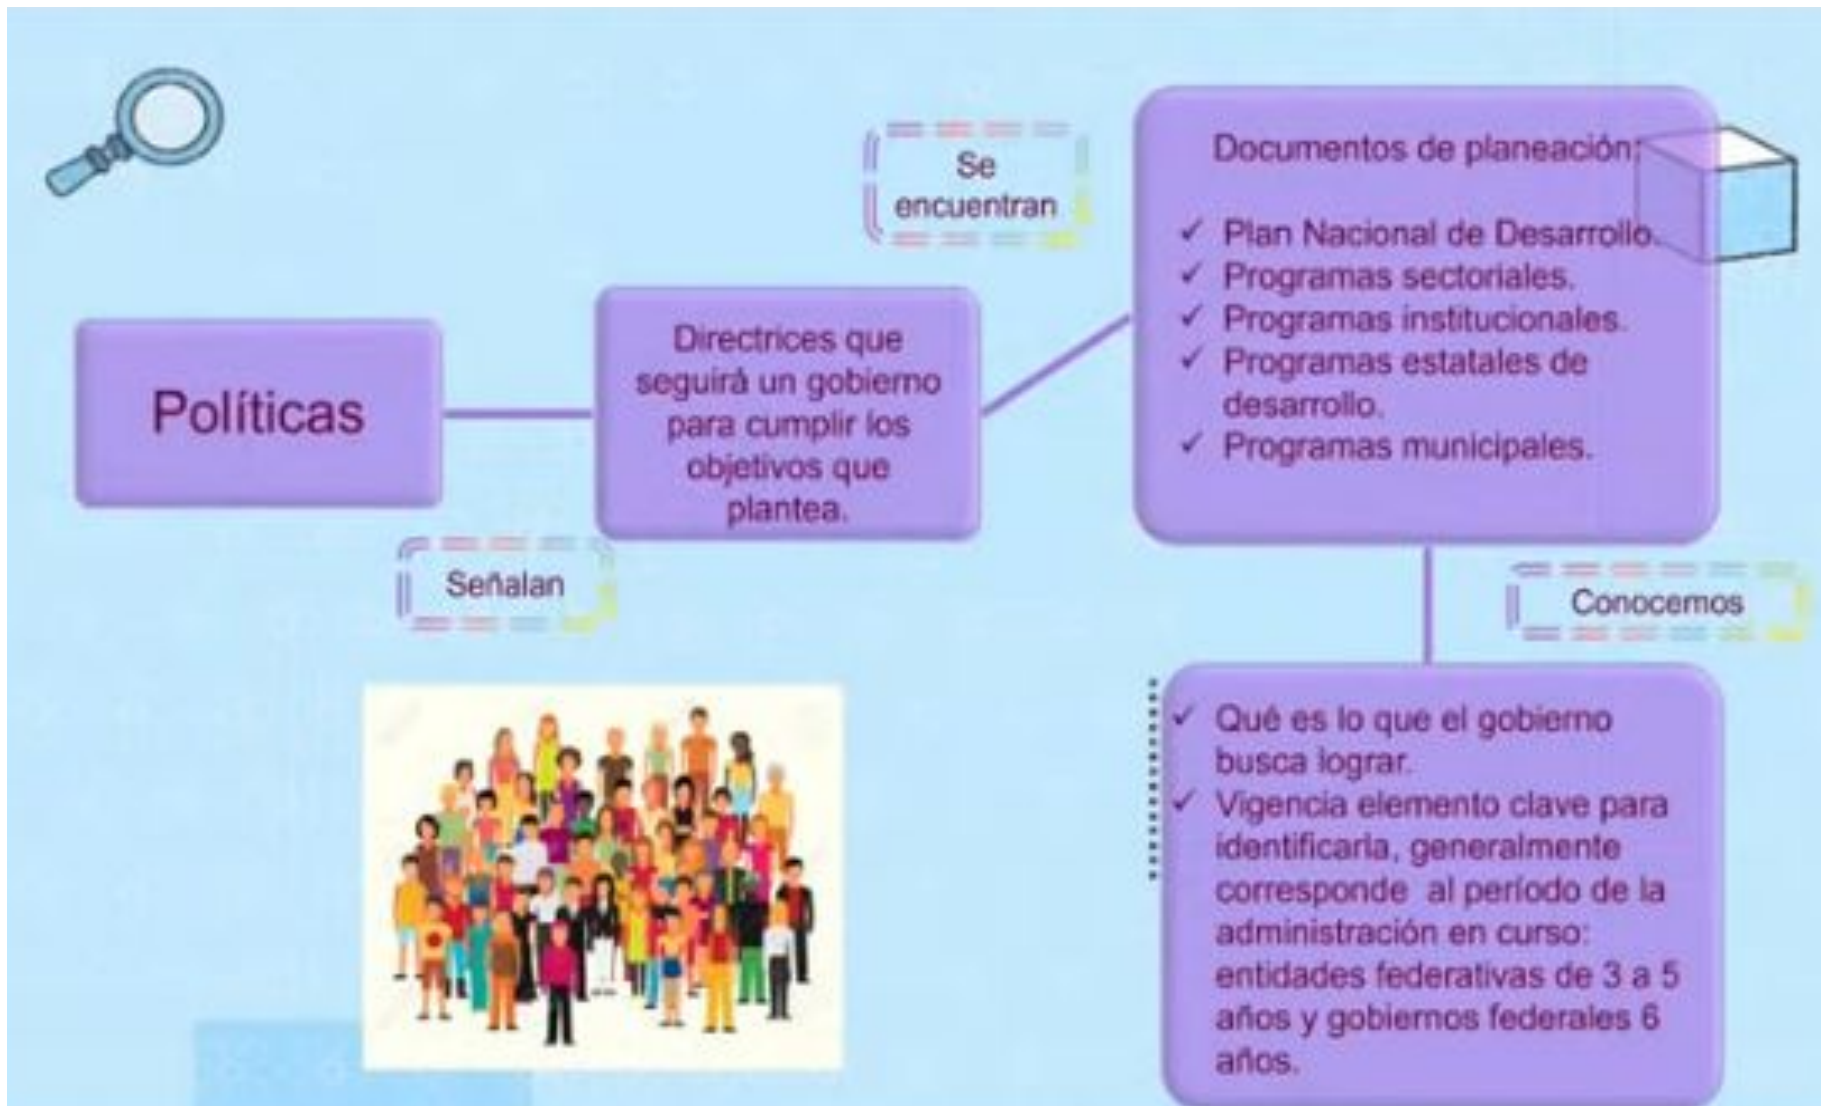 Políticas
Señalan
Directrices que
seguirá un gobierno
para cumplir los
objetivos que
plantea.
Se
encuentran
Documentos de planeación:
✓ Plan Nacional de Desarrollo.
✓ Programas sectoriales.
✓ Programas institucionales.
✓ Programas estatales de
desarrollo.
✓ Programas municipales.
Conocemos
✓ Qué es lo que el gobierno
busca lograr.
✓ Vigencia elemento clave para
identificarla, generalmente
corresponde al período de la
administración en curso:
entidades federativas de 3 a 5
años y gobiernos federales 6
años.